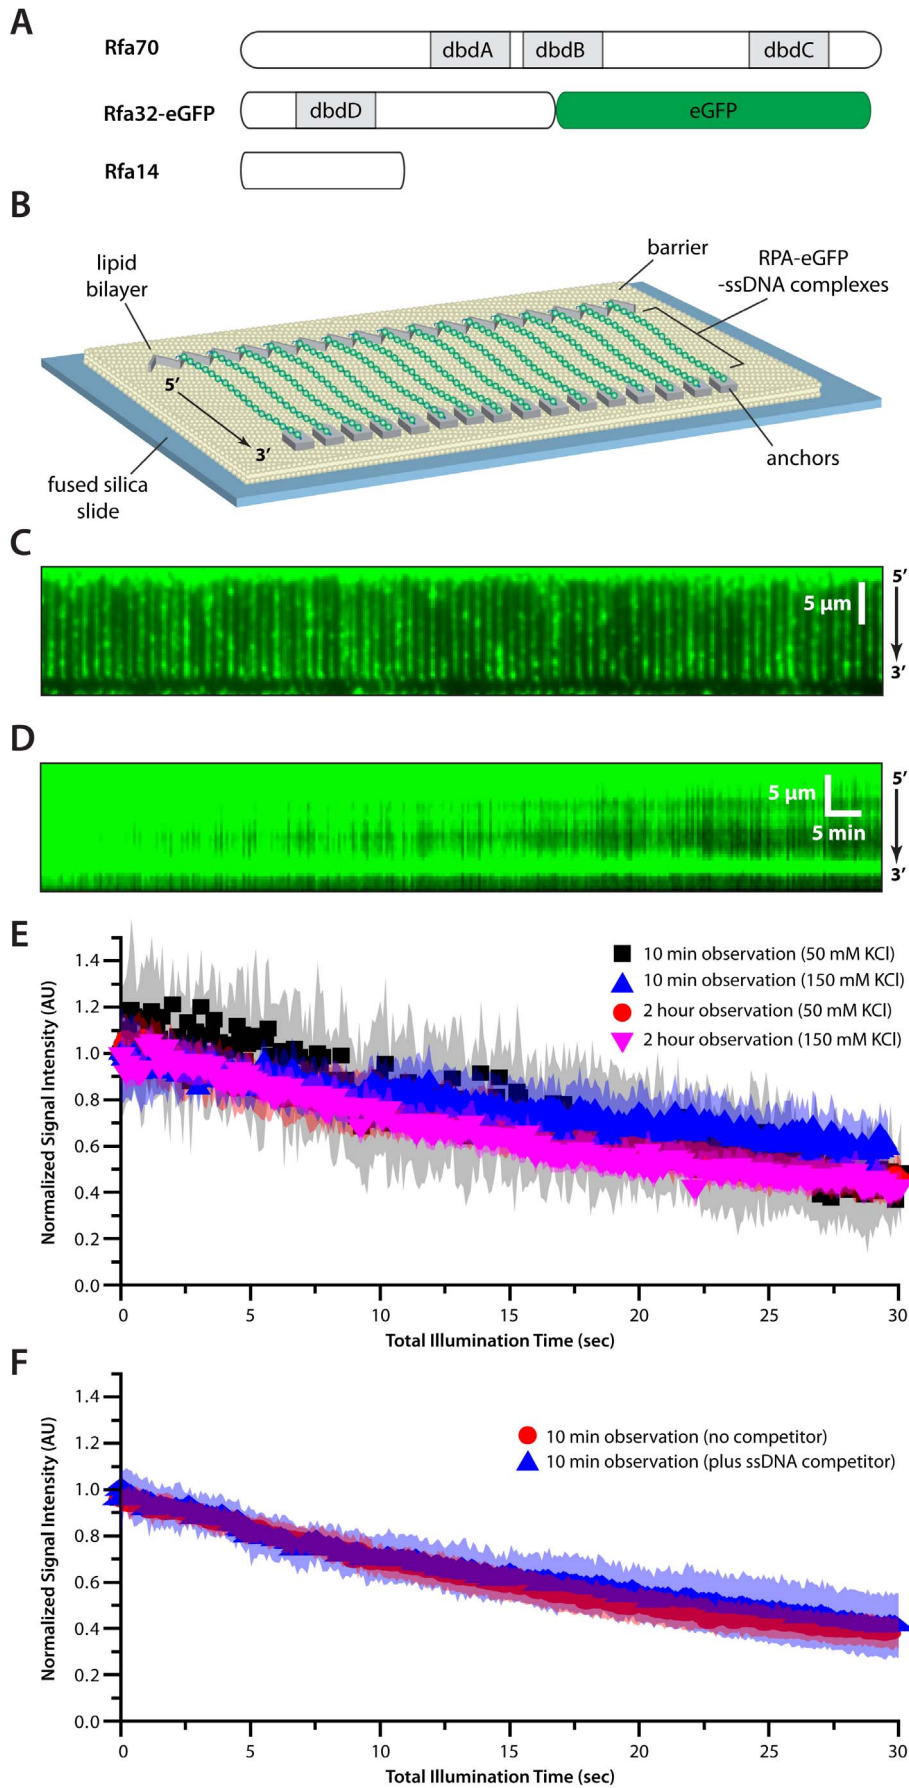 A
Rfa70
dbdA
dbdB
dbdC
Rfa32-eGFP
dbdD
eGFP
Rfa14
B
lipid
bilayer
barrier
RPA-eGFP
-ssDNA complexes
5′
3′
anchors
fused silica
slide
C
5 µm
5′
3′
D
5 µm
5 min
5′
3′
E
Normalized Signal Intensity (AU)
1.4
1.2
1.0
0.8
0.6
0.4
0.2
0.0
10 min observation (50 mM KCl)
10 min observation (150 mM KCl)
2 hour observation (50 mM KCl)
2 hour observation (150 mM KCl)
0 5 10 15 20 25 30
Total Illumination Time (sec)
F
Normalized Signal Intensity (AU)
1.4
1.2
1.0
0.8
0.6
0.4
0.2
0.0
10 min observation (no competitor)
10 min observation (plus ssDNA competitor)
0 5 10 15 20 25 30
Total Illumination Time (sec)